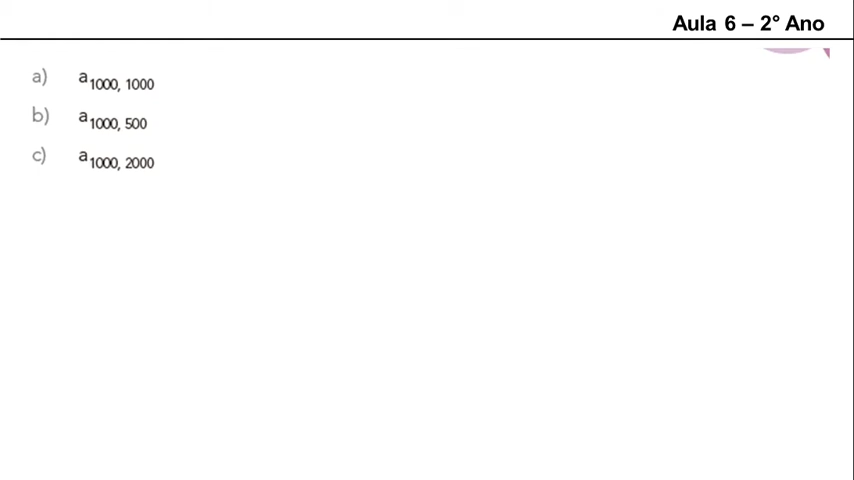 Aula 6 – 2° Ano
a) a1000, 1000
b) a1000, 500
c) a1000, 2000